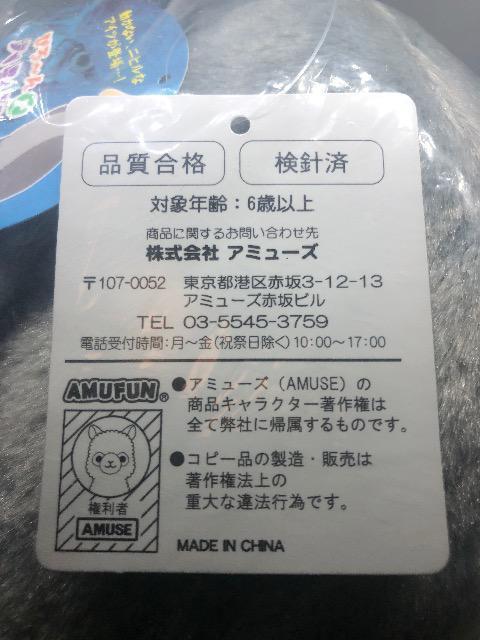 品質合格 検針済
対象年齢：6歳以上
商品に関するお問い合わせ先
株式会社 アミューズ
〒107-0052 東京都港区赤坂3-12-13
アミューズ赤坂ビル
TEL 03-5545-3759
電話受付時間：月〜金（祝祭日除く）10：00〜17：00
AMUFUN®
●アミューズ（AMUSE）の
商品キャラクター著作権は
全て弊社に帰属するものです。
●コピー品の製造・販売は
著作権法上の
重大な違法行為です。
権利者
AMUSE
MADE IN CHINA